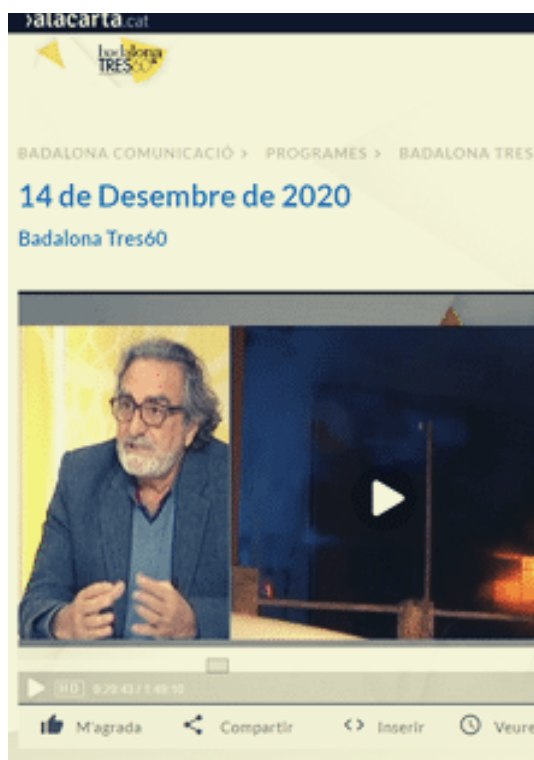 alacarta.cat
badalona
TRES60
BADALONA COMUNICACIÓ > PROGRAMES > BADALONA TRES
14 de Desembre de 2020
Badalona Tres60
HD 0:29:43 / 1:49:10
M'agrada Compartir Inserir Veure